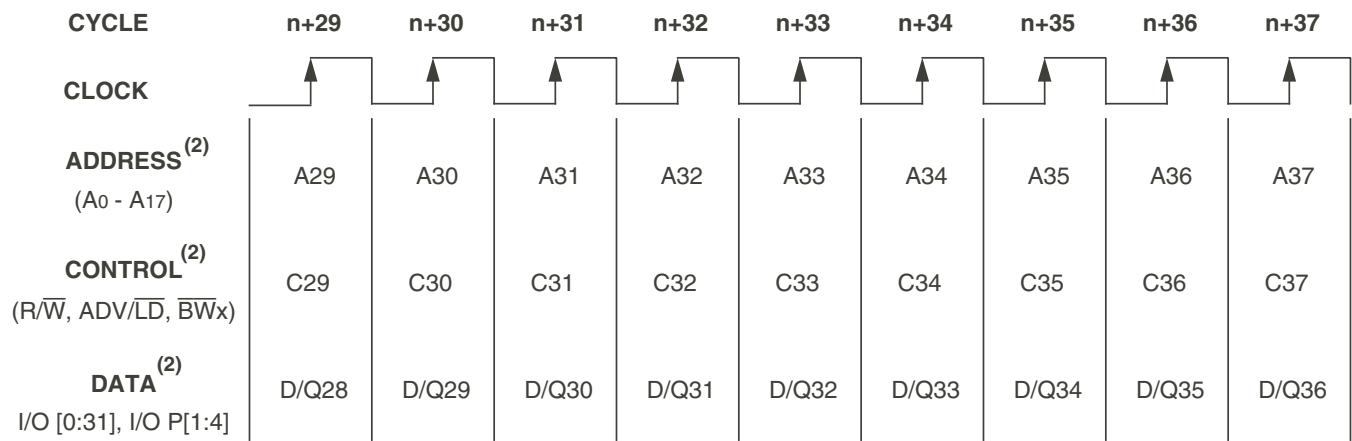 CYCLE n+29 n+30 n+31 n+32 n+33 n+34 n+35 n+36 n+37
CLOCK
ADDRESS(2)
(A0 - A17) A29 A30 A31 A32 A33 A34 A35 A36 A37
CONTROL(2)
(R/W̅, ADV/L̅D̅, B̅W̅x) C29 C30 C31 C32 C33 C34 C35 C36 C37
DATA(2)
I/O [0:31], I/O P[1:4] D/Q28 D/Q29 D/Q30 D/Q31 D/Q32 D/Q33 D/Q34 D/Q35 D/Q36